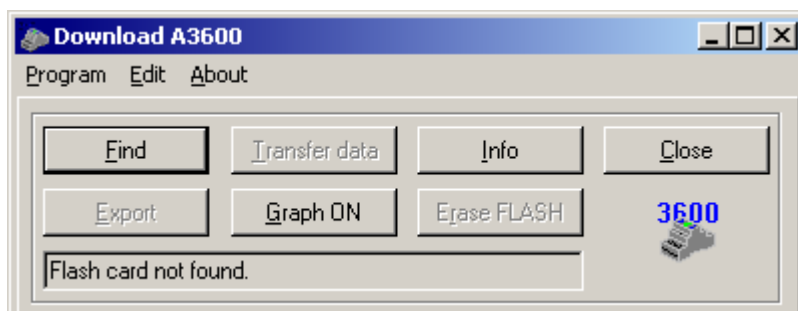 Download A3600
Program Edit About
Find Transfer data Info Close
Export Graph ON Erase FLASH 3600
Flash card not found.